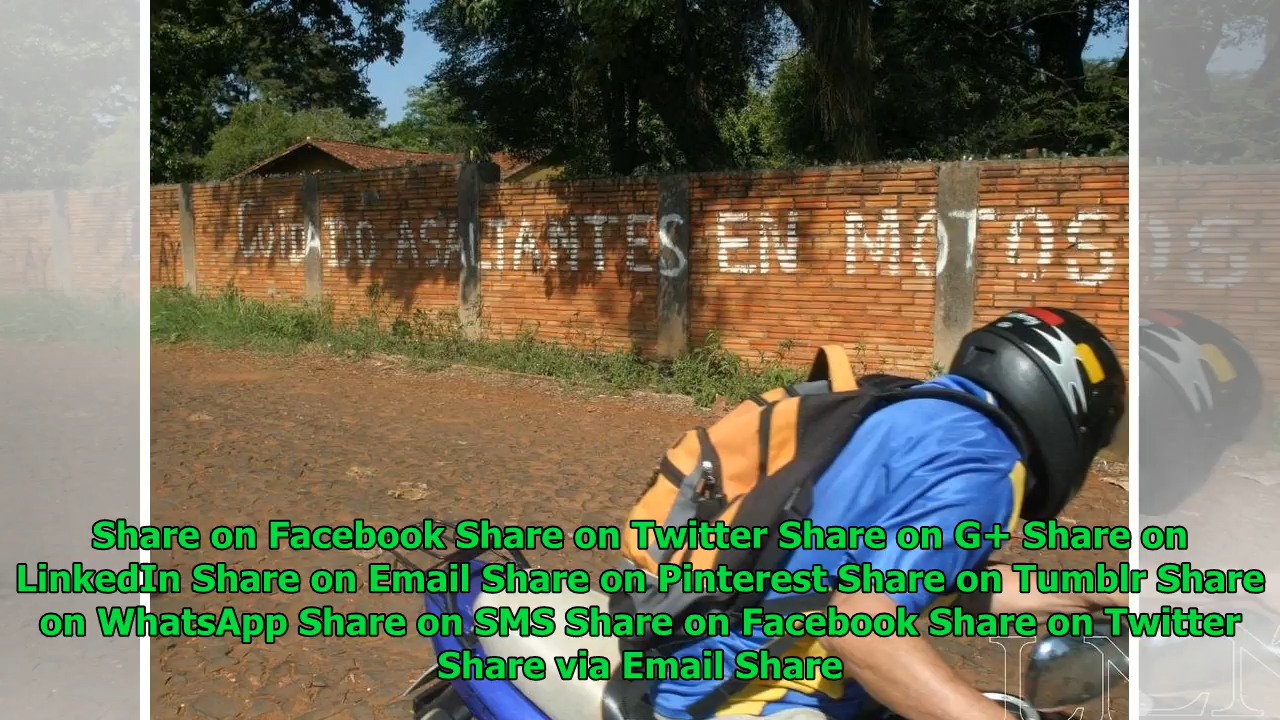 CUIDADO ASALTANTES EN MOTOS
Share on Facebook Share on Twitter Share on G+ Share on
LinkedIn Share on Email Share on Pinterest Share on Tumblr Share
on WhatsApp Share on SMS Share on Facebook Share on Twitter
Share via Email Share